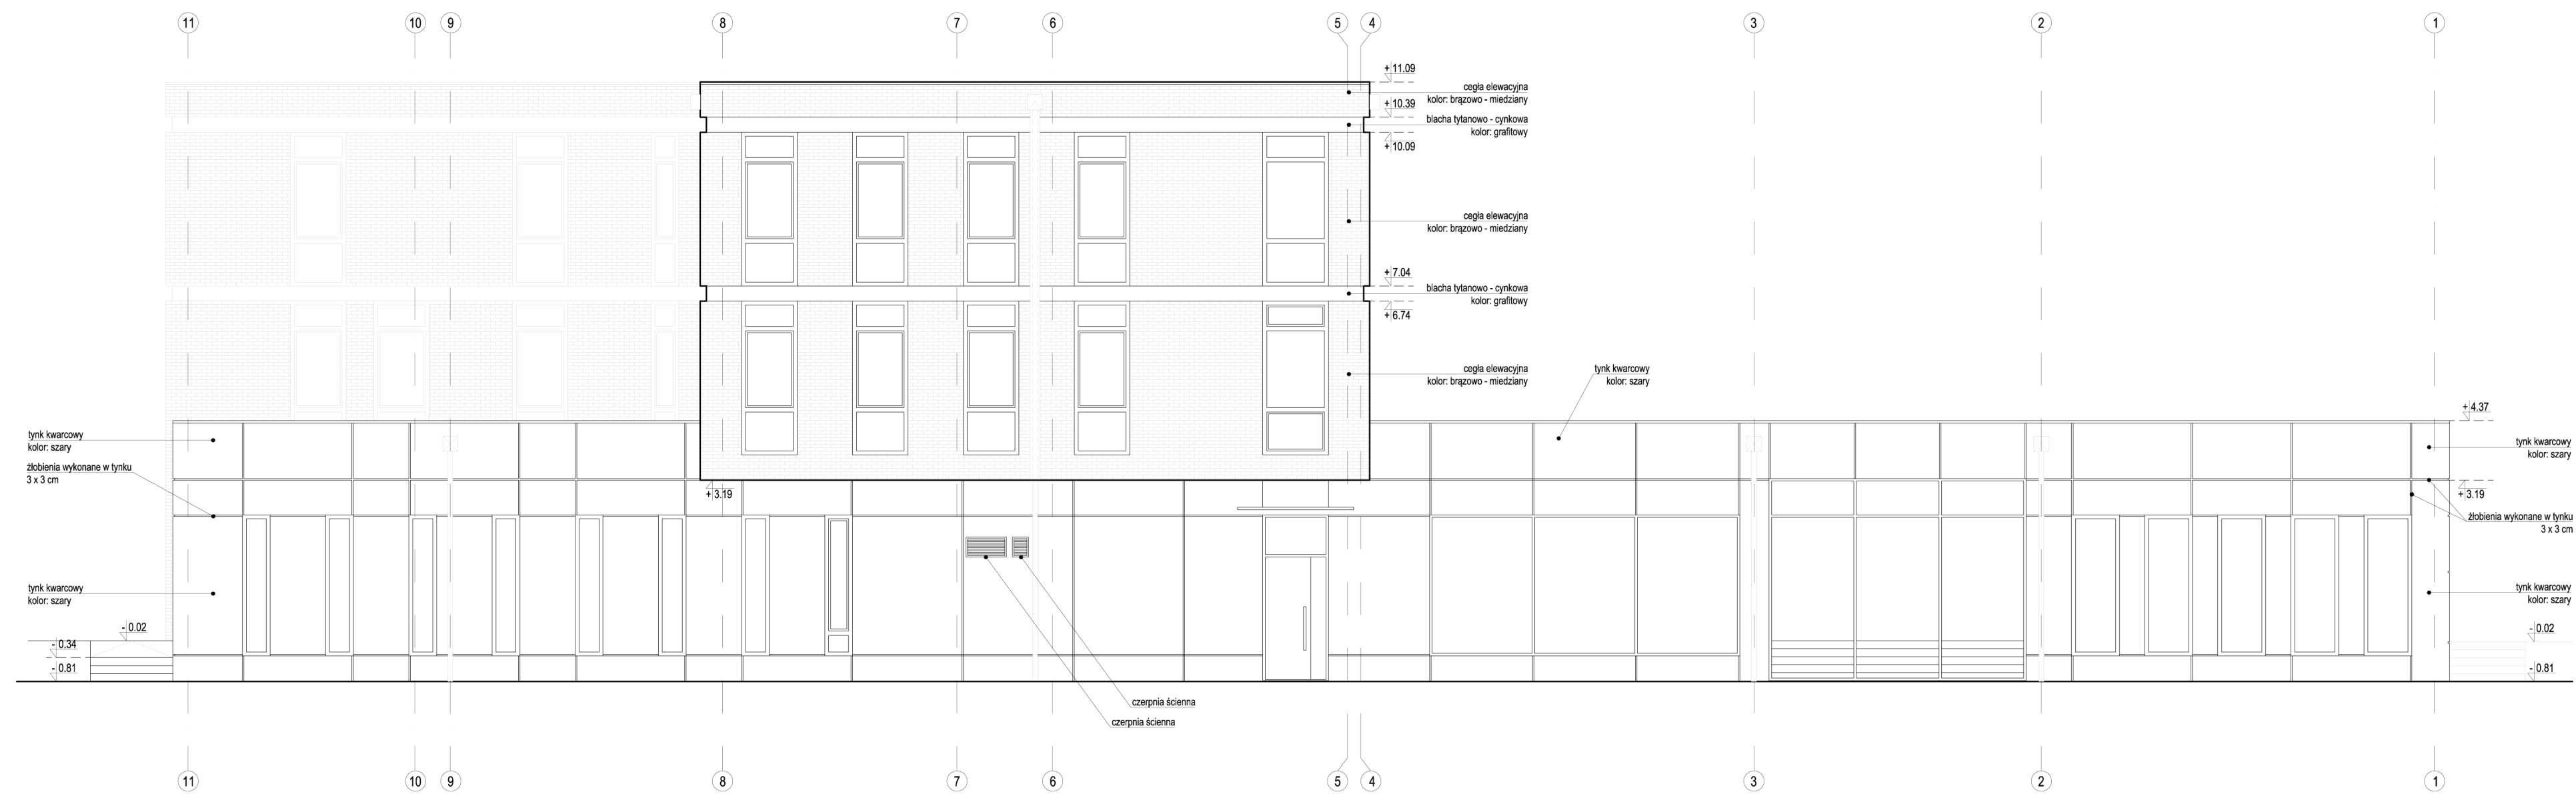 11 10 9 8 7 6 5 4 3 2 1
+ 11.09
cegła elewacyjna
kolor: brązowo - miedziany
+ 10.39
blacha tytanowo - cynkowa
kolor: grafitowy
+ 10.09
cegła elewacyjna
kolor: brązowo - miedziany
+ 7.04
blacha tytanowo - cynkowa
kolor: grafitowy
+ 6.74
cegła elewacyjna
kolor: brązowo - miedziany
tynk kwarcowy
kolor: szary
+ 4.37
tynk kwarcowy
kolor: szary
żłobienia wykonane w tynku
3 x 3 cm
+ 3.19
tynk kwarcowy
kolor: szary
+ 3.19
żłobienia wykonane w tynku
3 x 3 cm
tynk kwarcowy
kolor: szary
tynk kwarcowy
kolor: szary
- 0.02
- 0.34
- 0.81
- 0.02
- 0.81
czerpnia ścienna
czerpnia ścienna
11 10 9 8 7 6 5 4 3 2 1